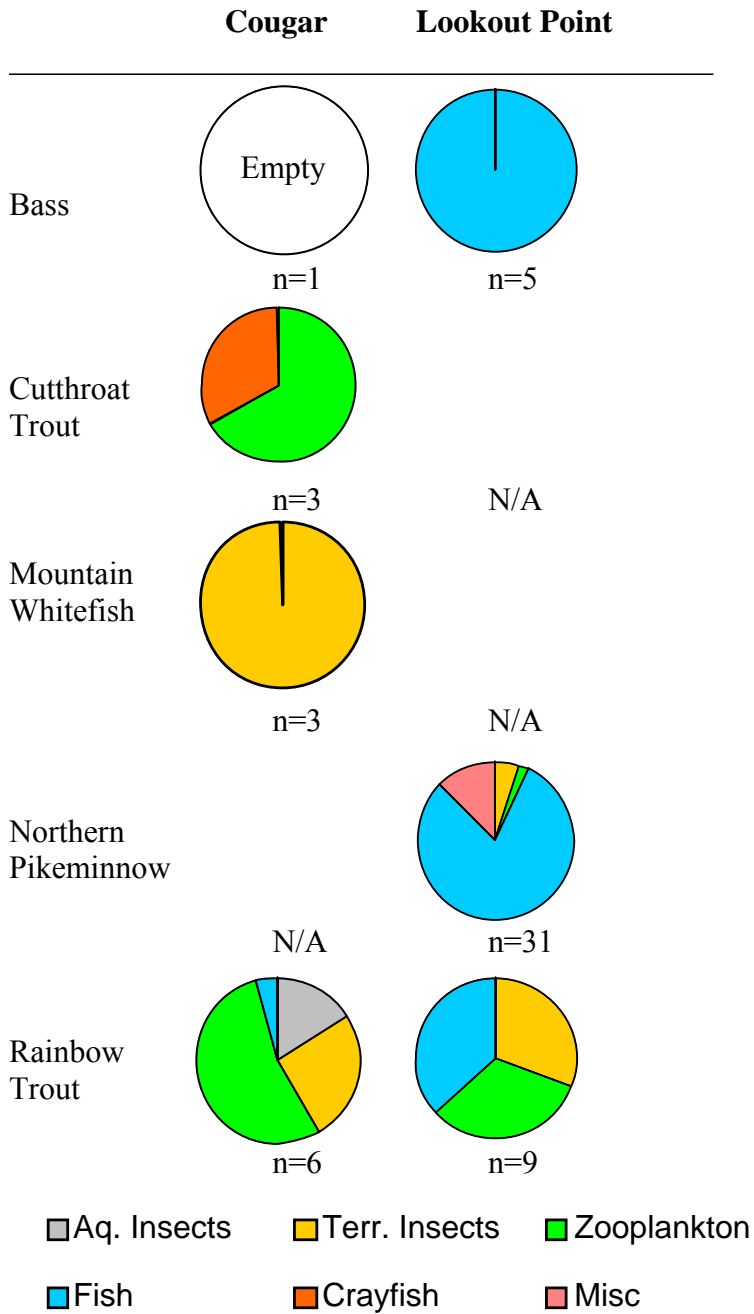 Cougar Lookout Point
Empty
Bass
n=1 n=5
Cutthroat
Trout
n=3 N/A
Mountain
Whitefish
n=3 N/A
Northern
Pikeminnow
N/A n=31
Rainbow
Trout
n=6 n=9
Aq. Insects Terr. Insects Zooplankton
Fish Crayfish Misc